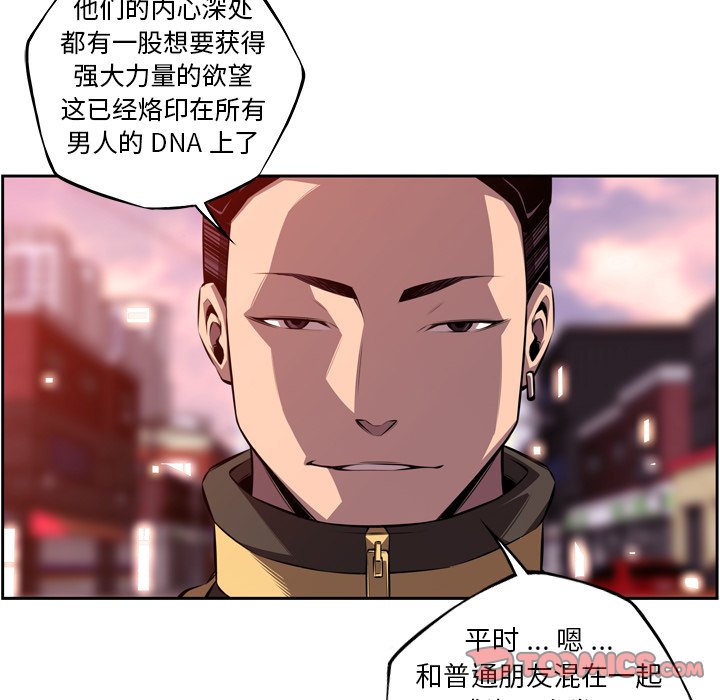 他们的内心深处
都有一股想要获得
强大力量的欲望
这已经烙印在所有
男人的 DNA 上了
平时 ... 嗯 ...
和普通朋友混在一起
TOOMICS.COM